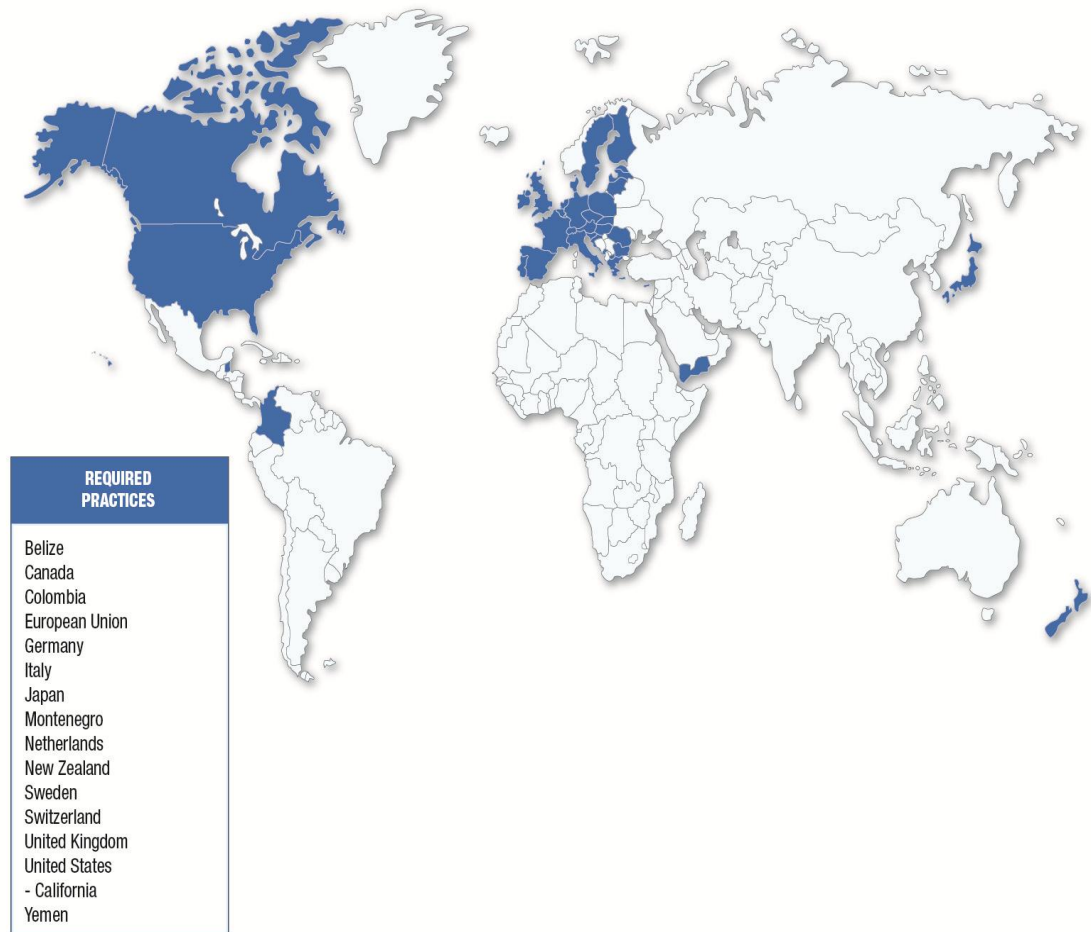 REQUIRED
PRACTICES
Belize
Canada
Colombia
European Union
Germany
Italy
Japan
Montenegro
Netherlands
New Zealand
Sweden
Switzerland
United Kingdom
United States
- California
Yemen